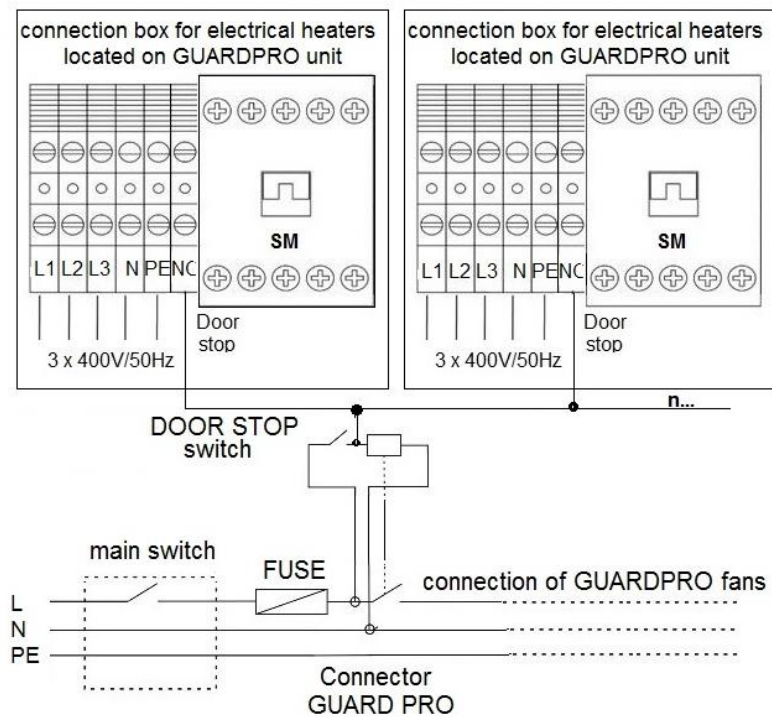 connection box for electrical heaters
located on GUARDPRO unit
SM
L1 L2 L3 N PE NO
Door
stop
3 x 400V/50Hz
connection box for electrical heaters
located on GUARDPRO unit
SM
L1 L2 L3 N PE NO
Door
stop
3 x 400V/50Hz
n...
DOOR STOP
switch
main switch
FUSE
connection of GUARDPRO fans
L
N
PE
Connector
GUARD PRO